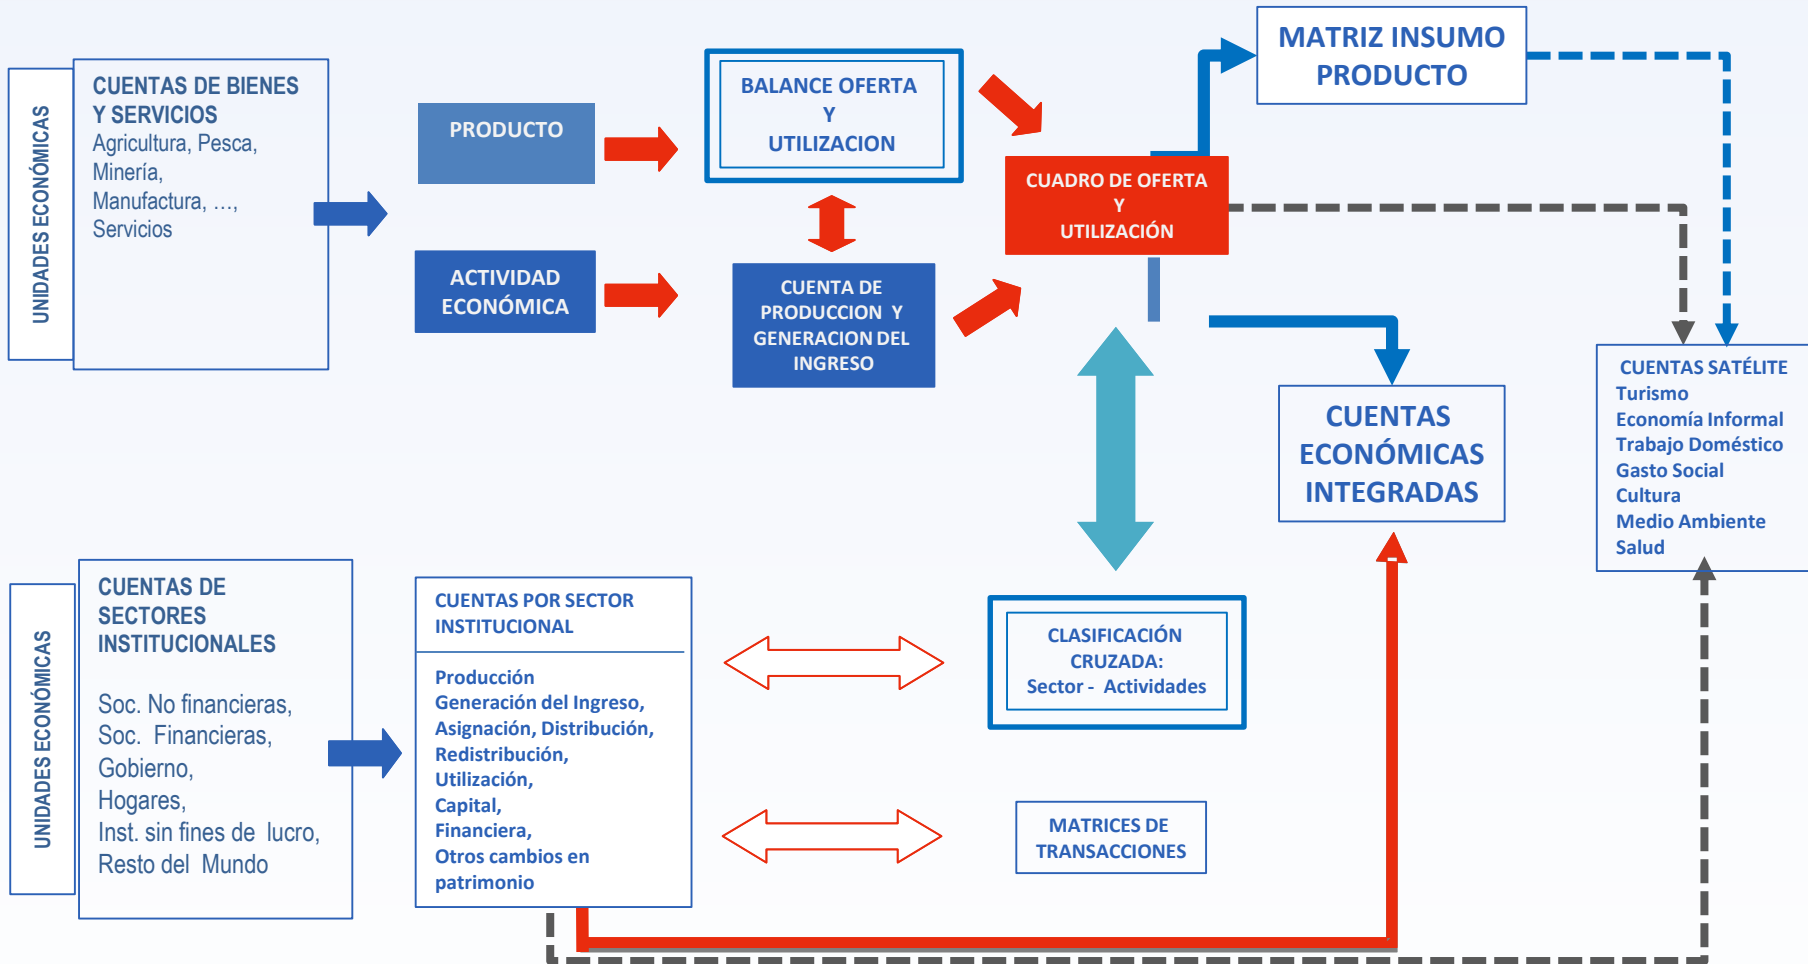 UNIDADES ECONÓMICAS
CUENTAS DE BIENES
Y SERVICIOS
Agricultura, Pesca,
Minería,
Manufactura, ...,
Servicios
PRODUCTO
ACTIVIDAD
ECONÓMICA
BALANCE OFERTA
Y
UTILIZACION
CUENTA DE
PRODUCCION Y
GENERACION DEL
INGRESO
CUADRO DE OFERTA
Y
UTILIZACIÓN
MATRIZ INSUMO
PRODUCTO
CUENTAS
ECONÓMICAS
INTEGRADAS
CUENTAS SATÉLITE
Turismo
Economía Informal
Trabajo Doméstico
Gasto Social
Cultura
Medio Ambiente
Salud
UNIDADES ECONÓMICAS
CUENTAS DE
SECTORES
INSTITUCIONALES
Soc. No financieras,
Soc. Financieras,
Gobierno,
Hogares,
Inst. sin fines de lucro,
Resto del Mundo
CUENTAS POR SECTOR
INSTITUCIONAL
Producción
Generación del Ingreso,
Asignación, Distribución,
Redistribución,
Utilización,
Capital,
Financiera,
Otros cambios en
patrimonio
CLASIFICACIÓN
CRUZADA:
Sector - Actividades
MATRICES DE
TRANSACCIONES